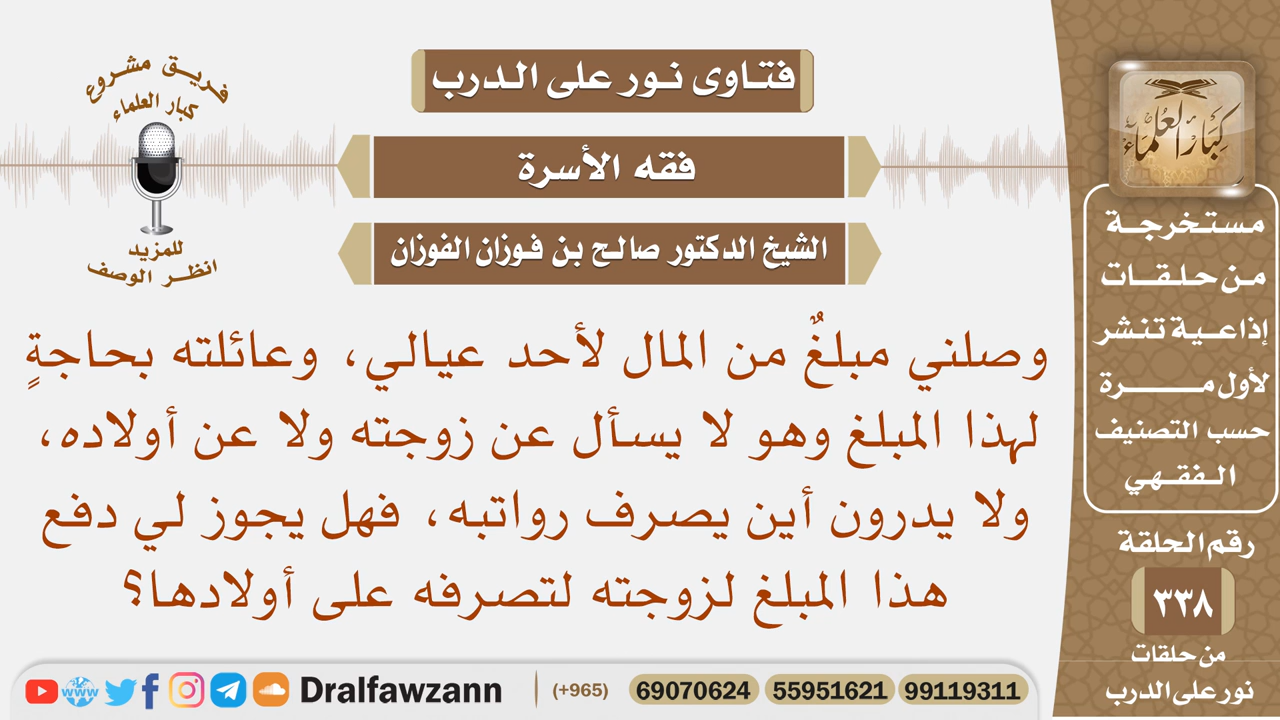 فتاوى نور على الدرب
فقه الأسرة
الشيخ الدكتور صالح بن فوزان الفوزان
فريق مشروع
كبار العلماء
للمزيد
انظر الوصف
وصلني مبلغٌ من المال لأحد عيالي، وعائلته بحاجةٍ
لهذا المبلغ وهو لا يسأل عن زوجته ولا عن أولاده،
ولا يدرون أين يصرف رواتبه، فهل يجوز لي دفع
هذا المبلغ لزوجته لتصرفه على أولادها؟
كبار العلماء
مستخرجة
من حلقات
إذاعية تنشر
لأول مرة
حسب التصنيف
الفقهي
رقم الحلقة
٣٣٨
من حلقات
نور على الدرب
www Dralfawzann (+965) 69070624 55951621 99119311